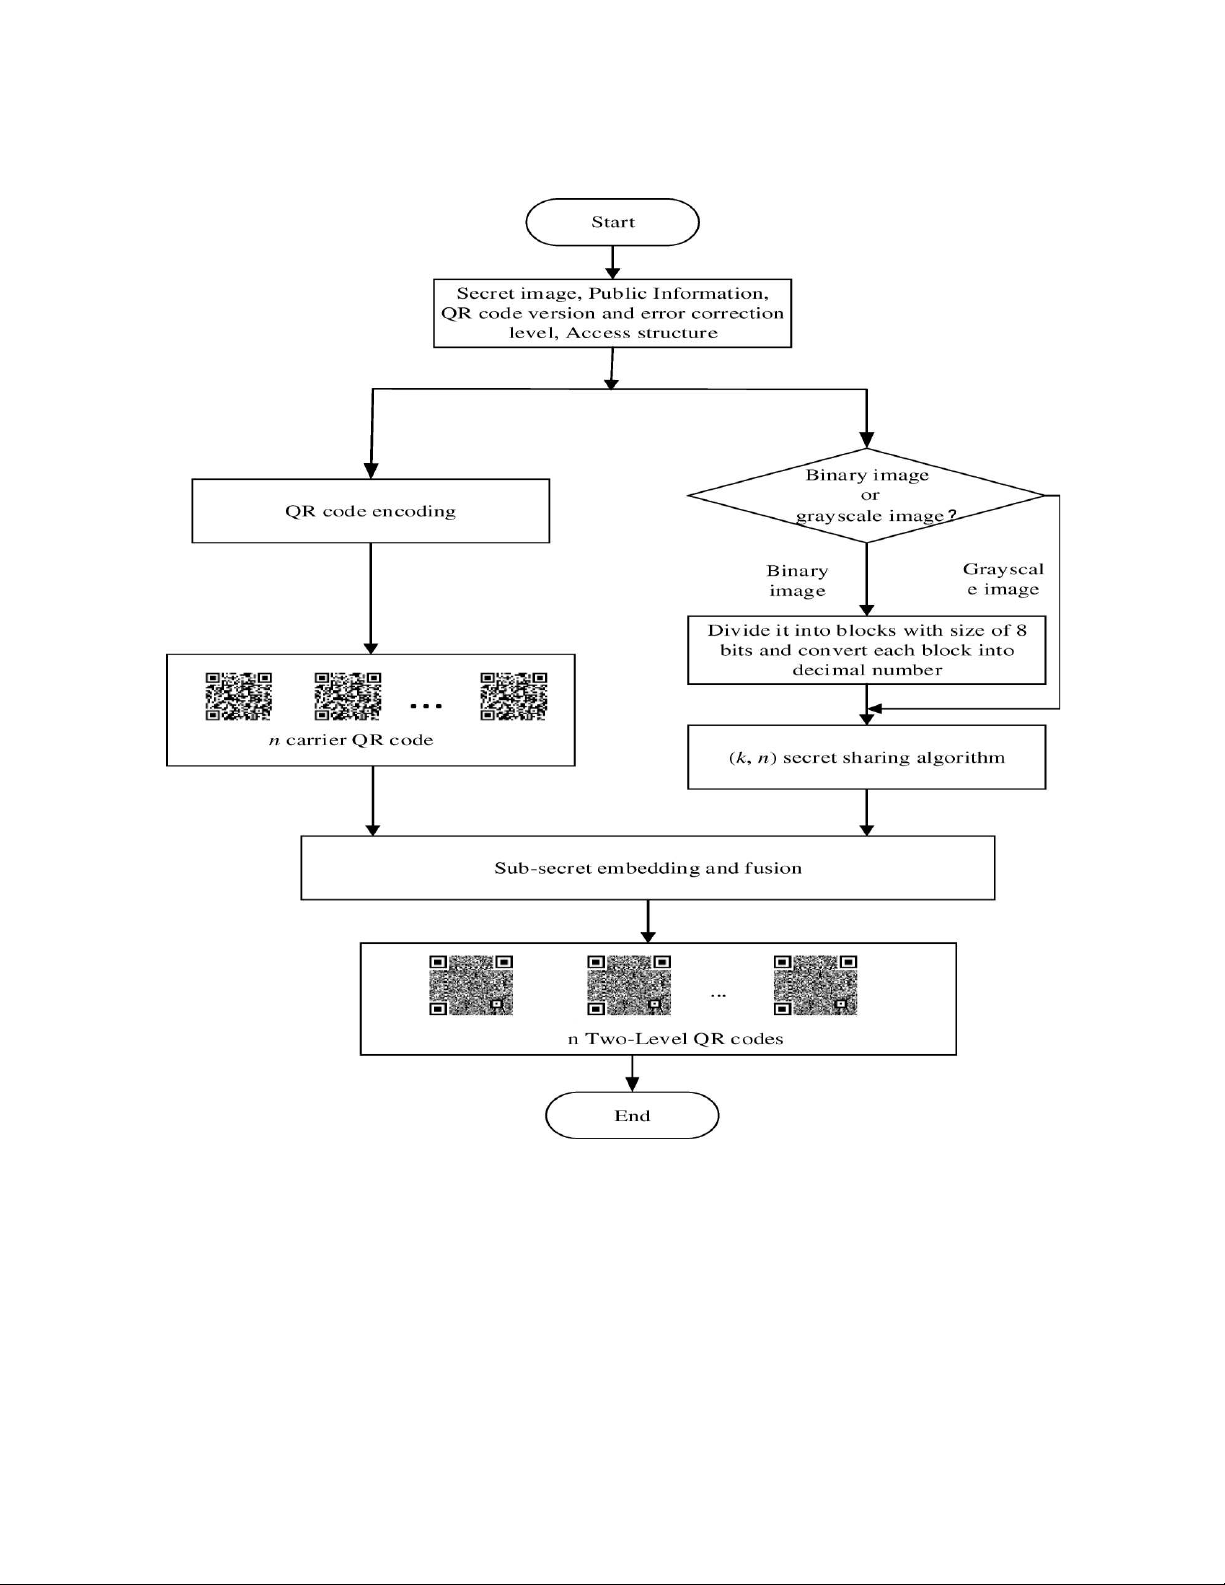 Start
Secret image, Public Information,
QR code version and error correction
level, Access structure
QR code encoding
Binary image
or
grayscale image?
Binary
image
Grayscal
e image
Divide it into blocks with size of 8
bits and convert each block into
decimal number
...
n carrier QR code
(k, n) secret sharing algorithm
Sub-secret embedding and fusion
...
n Two-Level QR codes
End